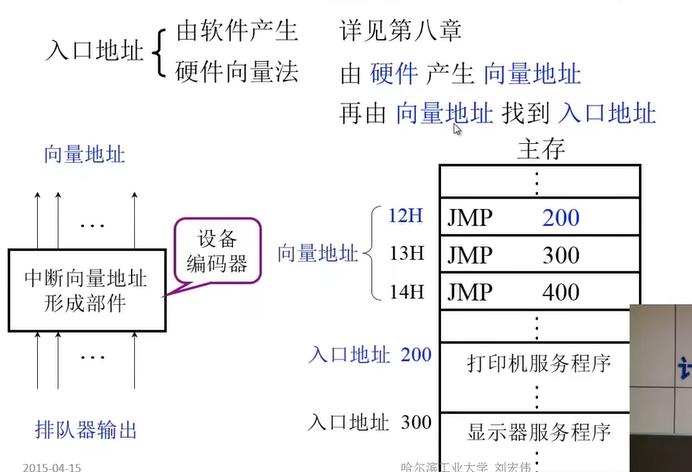 入口地址 由软件产生 详见第八章
硬件向量法 由 硬件 产生 向量地址
再由 向量地址 找到 入口地址
向量地址
主存
⋮
设备
编码器
中断向量地址
形成部件
…
…
排队器输出
向量地址
12H JMP 200
13H JMP 300
14H JMP 400
⋮
入口地址 200 打印机服务程序
⋮
入口地址 300 显示器服务程序
⋮
2015-04-15 哈尔滨工业大学 刘宏伟